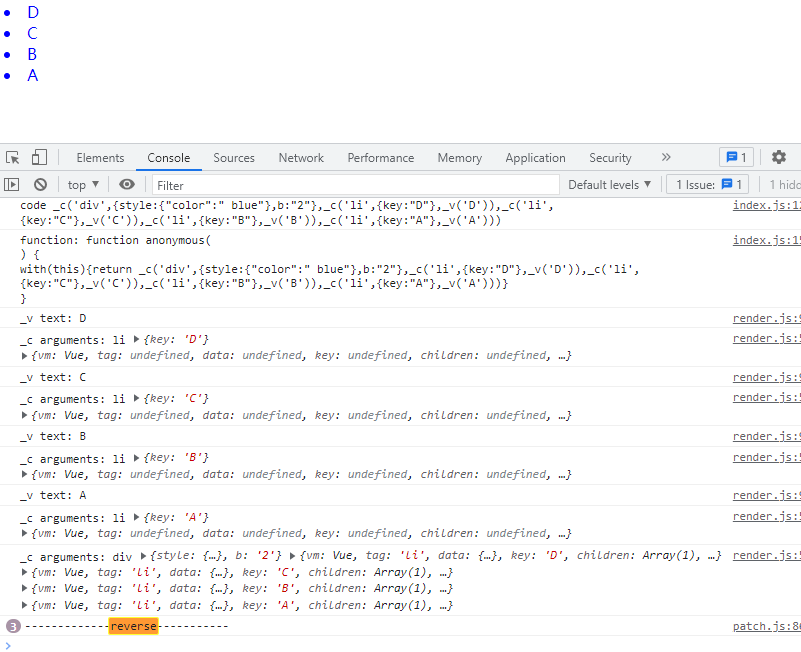 D
C
B
A
Elements Console Sources Network Performance Memory Application Security » 1
top ▼ Filter Default levels ▼ 1 Issue: 1 1 hidd
code _c('div',{style:{"color":" blue"},b:"2"},_c('li', index.js:1
{key:"D"},_v('D')),_c('li',
{key:"C"},_v('C')),_c('li',{key:"B"},_v('B')),_c('li',{key:"A"},_v('A')))
function: function anonymous( index.js:1
) {
with(this){return _c('div',{style:{"color":" blue"},b:"2"},_c('li',{key:"D"},_v('D')),_c('li',
{key:"C"},_v('C')),_c('li',{key:"B"},_v('B')),_c('li',{key:"A"},_v('A')))}
}
_v text: D render.js:9
_c arguments: li ▶{key: 'D'} render.js:5
▶{vm: Vue, tag: undefined, data: undefined, key: undefined, children: undefined, …}
_v text: C render.js:9
_c arguments: li ▶{key: 'C'} render.js:5
▶{vm: Vue, tag: undefined, data: undefined, key: undefined, children: undefined, …}
_v text: B render.js:9
_c arguments: li ▶{key: 'B'} render.js:5
▶{vm: Vue, tag: undefined, data: undefined, key: undefined, children: undefined, …}
_v text: A render.js:9
_c arguments: li ▶{key: 'A'} render.js:5
▶{vm: Vue, tag: undefined, data: undefined, key: undefined, children: undefined, …}
_c arguments: div ▶{style: {…}, b: '2'} ▶{vm: Vue, tag: 'li', data: {…}, key: 'D', children: Array(1), …} render.js:5
▶{vm: Vue, tag: 'li', data: {…}, key: 'C', children: Array(1), …}
▶{vm: Vue, tag: 'li', data: {…}, key: 'B', children: Array(1), …}
▶{vm: Vue, tag: 'li', data: {…}, key: 'A', children: Array(1), …}
3 -------------reverse----------- patch.js:8